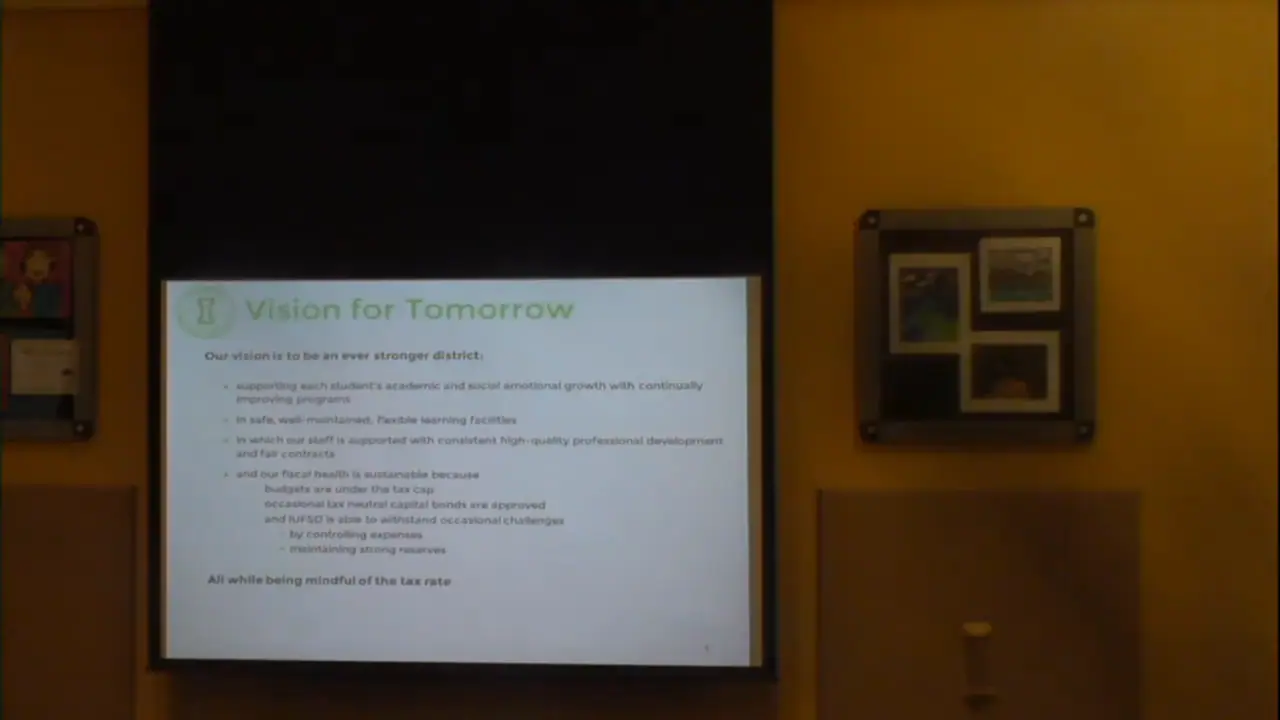 I
Vision for Tomorrow
Our vision is to be an ever stronger district:
supporting each student's academic and social emotional growth with continually
improving programs
in safe, well-maintained, flexible learning facilities
in which our staff is supported with consistent high-quality professional development
and fair contracts
and our fiscal health is sustainable because
budgets are under the tax cap
occasional tax neutral capital bonds are approved
and IUFSD is able to withstand occasional challenges
- by controlling expenses
- maintaining strong reserves
All while being mindful of the tax rate